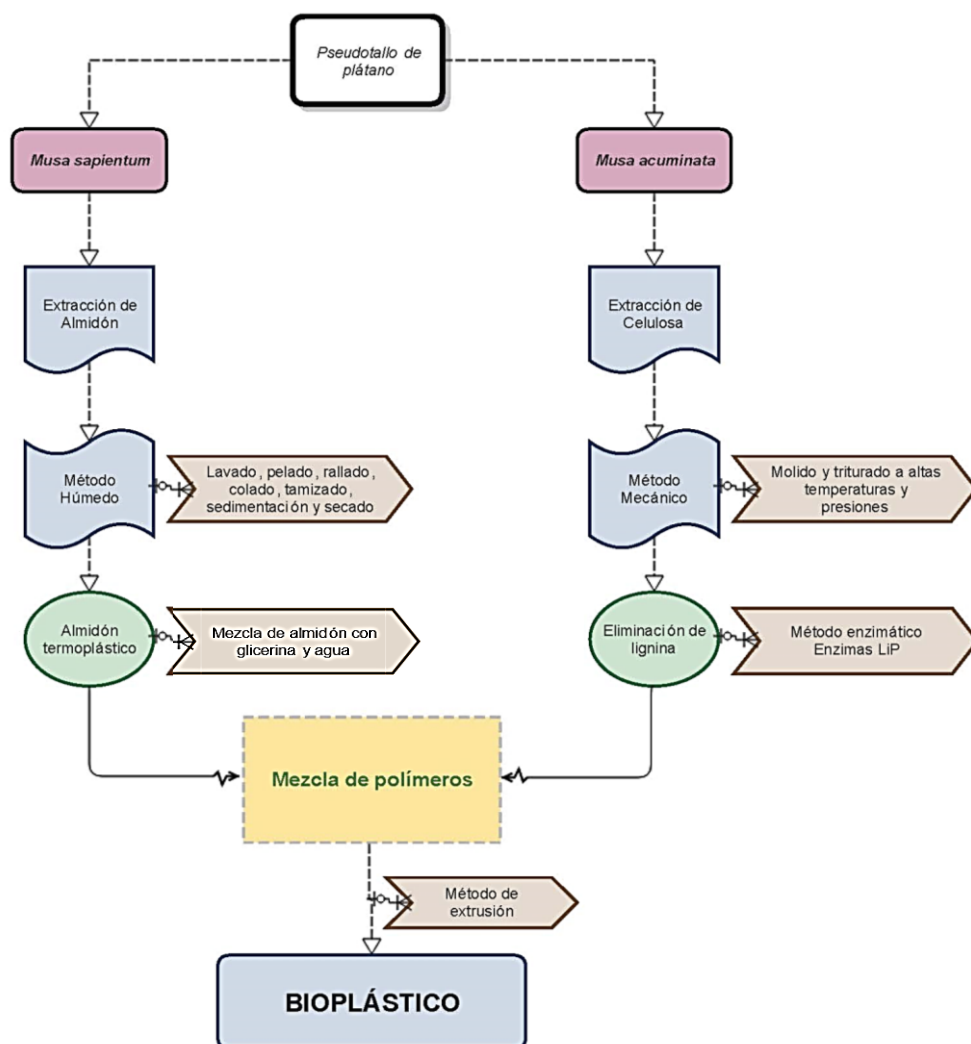 Pseudotallo de
plátano
Musa sapientum
Musa acuminata
Extracción de
Almidón
Extracción de
Celulosa
Método
Húmedo
Lavado, pelado, rallado,
colado, tamizado,
sedimentación y secado
Método
Mecánico
Molido y triturado a altas
temperaturas y
presiones
Almidón
termoplástico
Mezcla de almidón con
glicerina y agua
Eliminación de
lignina
Método enzimático
Enzimas LiP
Mezcla de polímeros
Método de
extrusión
BIOPLÁSTICO